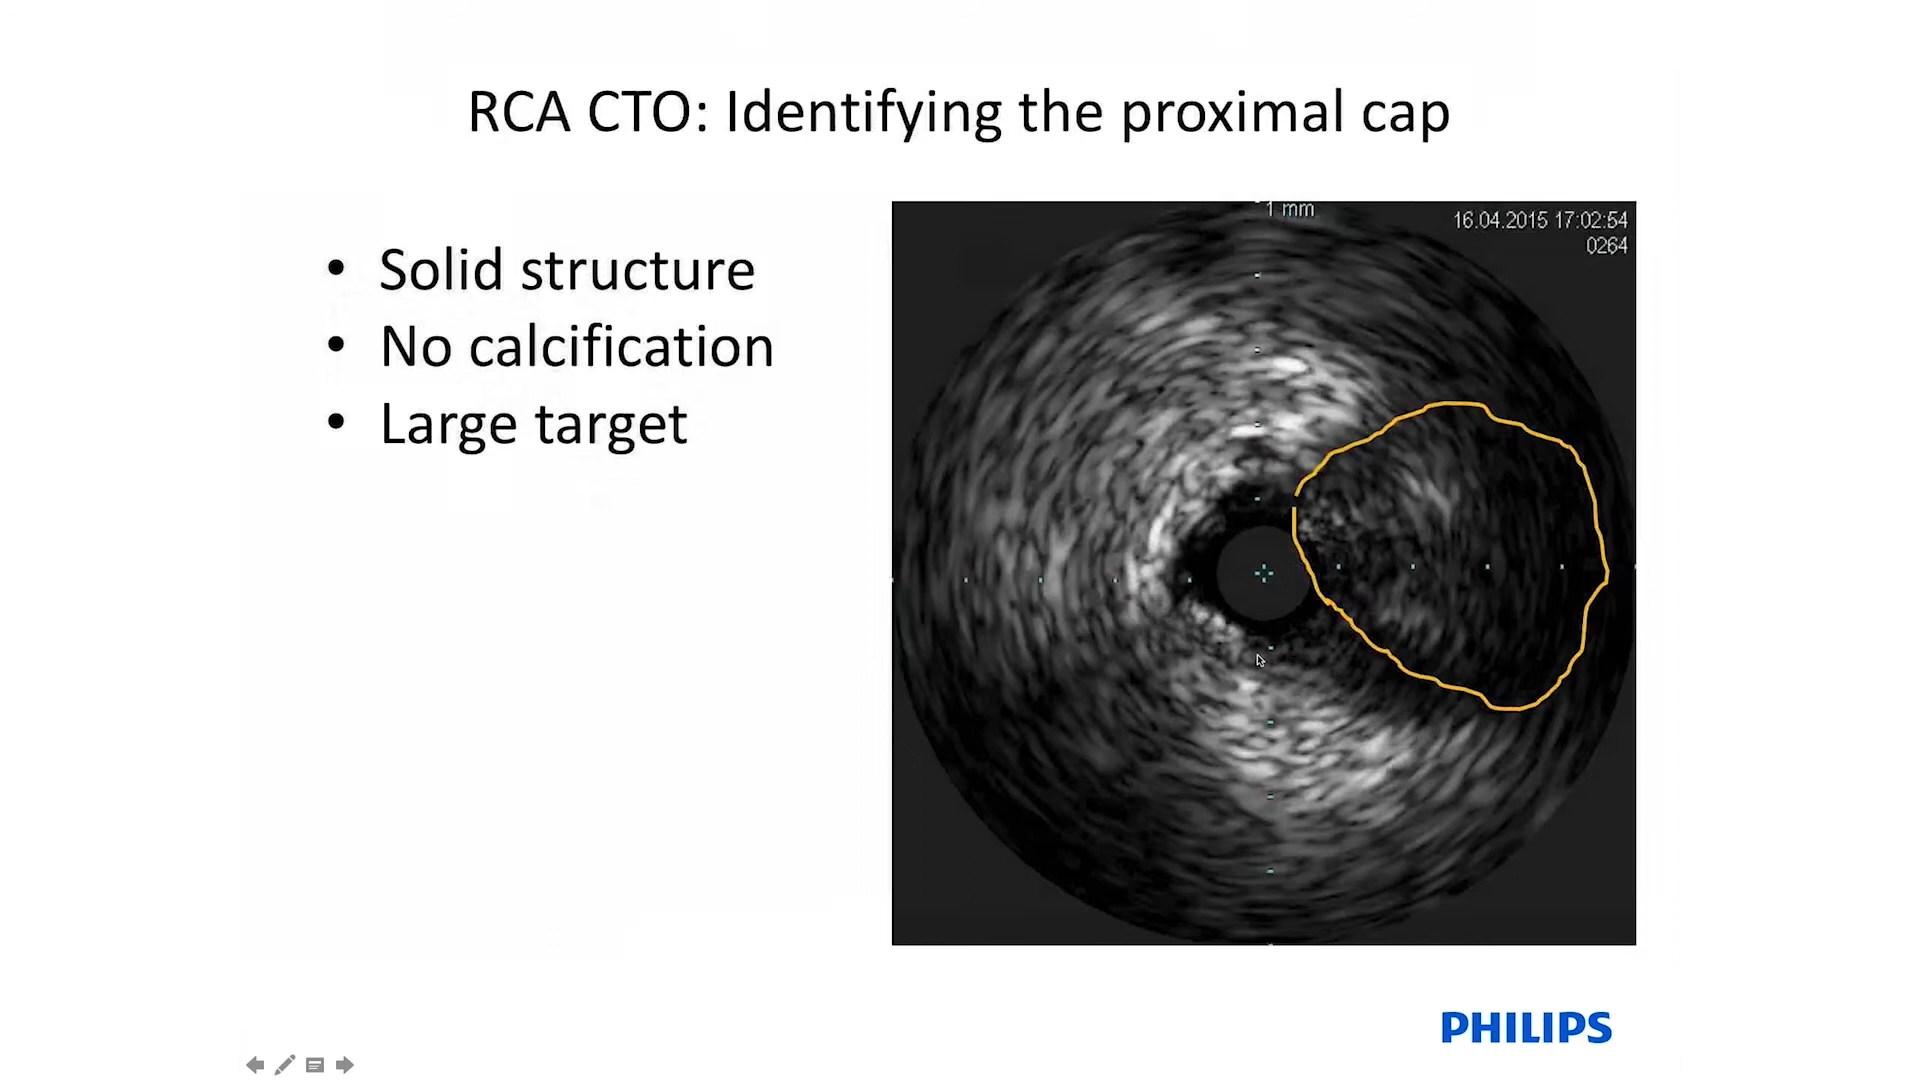 RCA CTO: Identifying the proximal cap
• Solid structure
• No calcification
• Large target
1 mm
16.04.2015 17:02:54
0264
PHILIPS